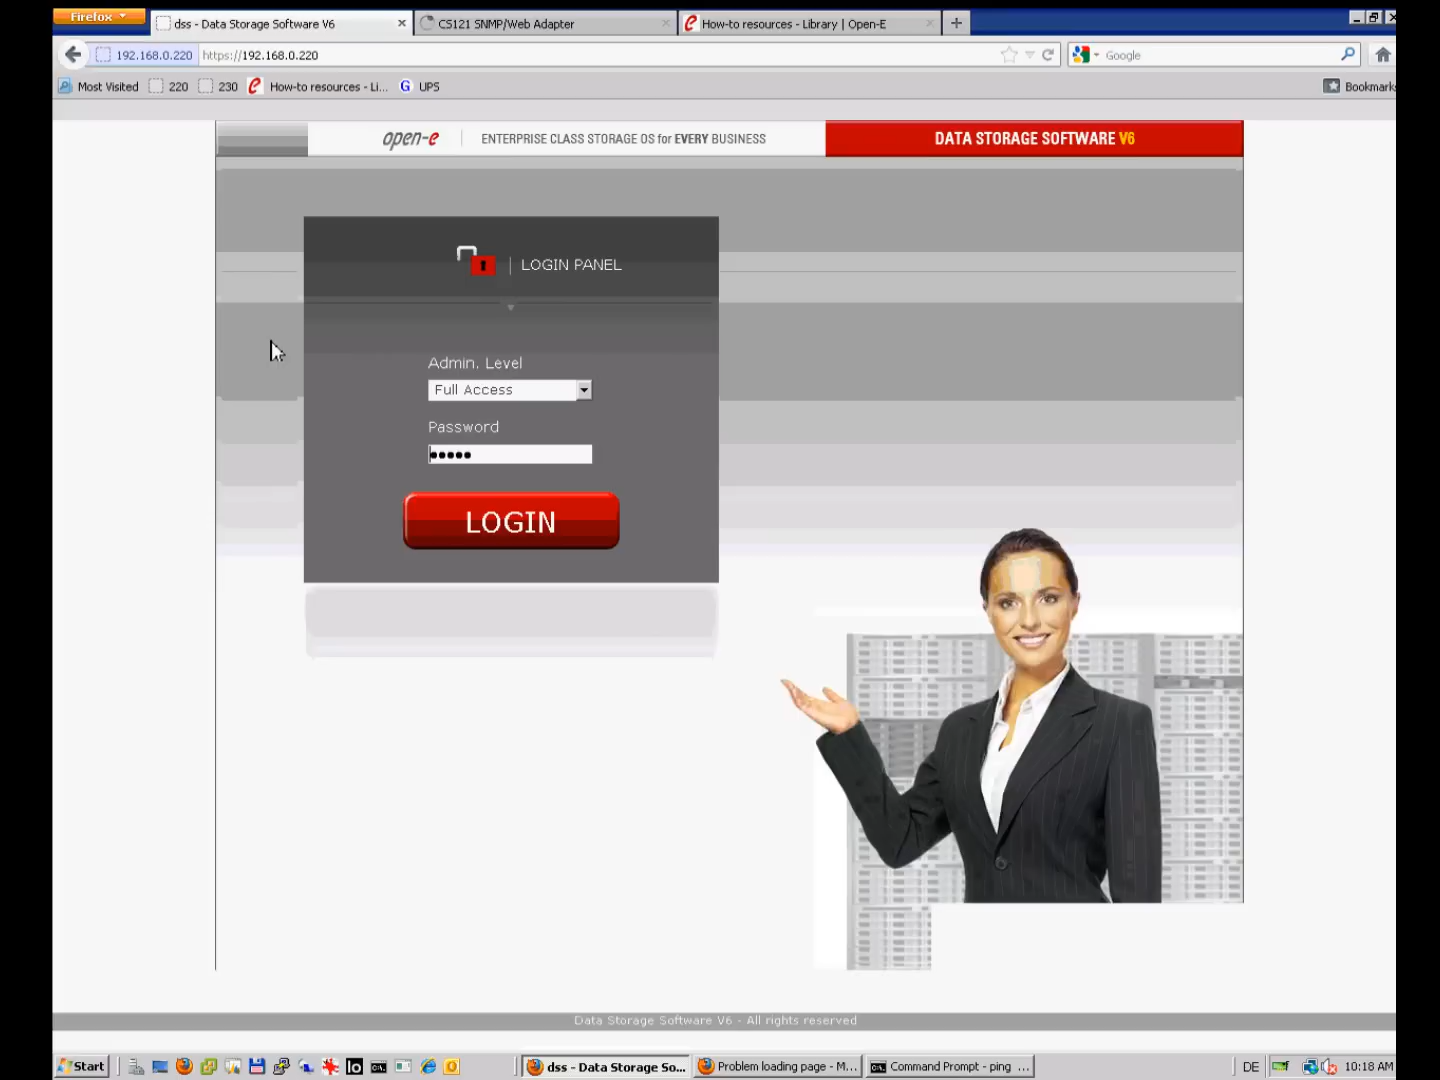 Firefox
dss - Data Storage Software V6
CS121 SNMP/Web Adapter
How-to resources - Library | Open-E
192.168.0.220
https://192.168.0.220
Google
Most Visited
220
230
How-to resources - Li...
G UPS
Bookmark
open-e
ENTERPRISE CLASS STORAGE OS for EVERY BUSINESS
DATA STORAGE SOFTWARE V6
LOGIN PANEL
Admin. Level
Full Access
Password
LOGIN
Data Storage Software V6 - All rights reserved
Start
dss - Data Storage So...
Problem loading page - M...
Command Prompt - ping ...
DE
10:18 AM